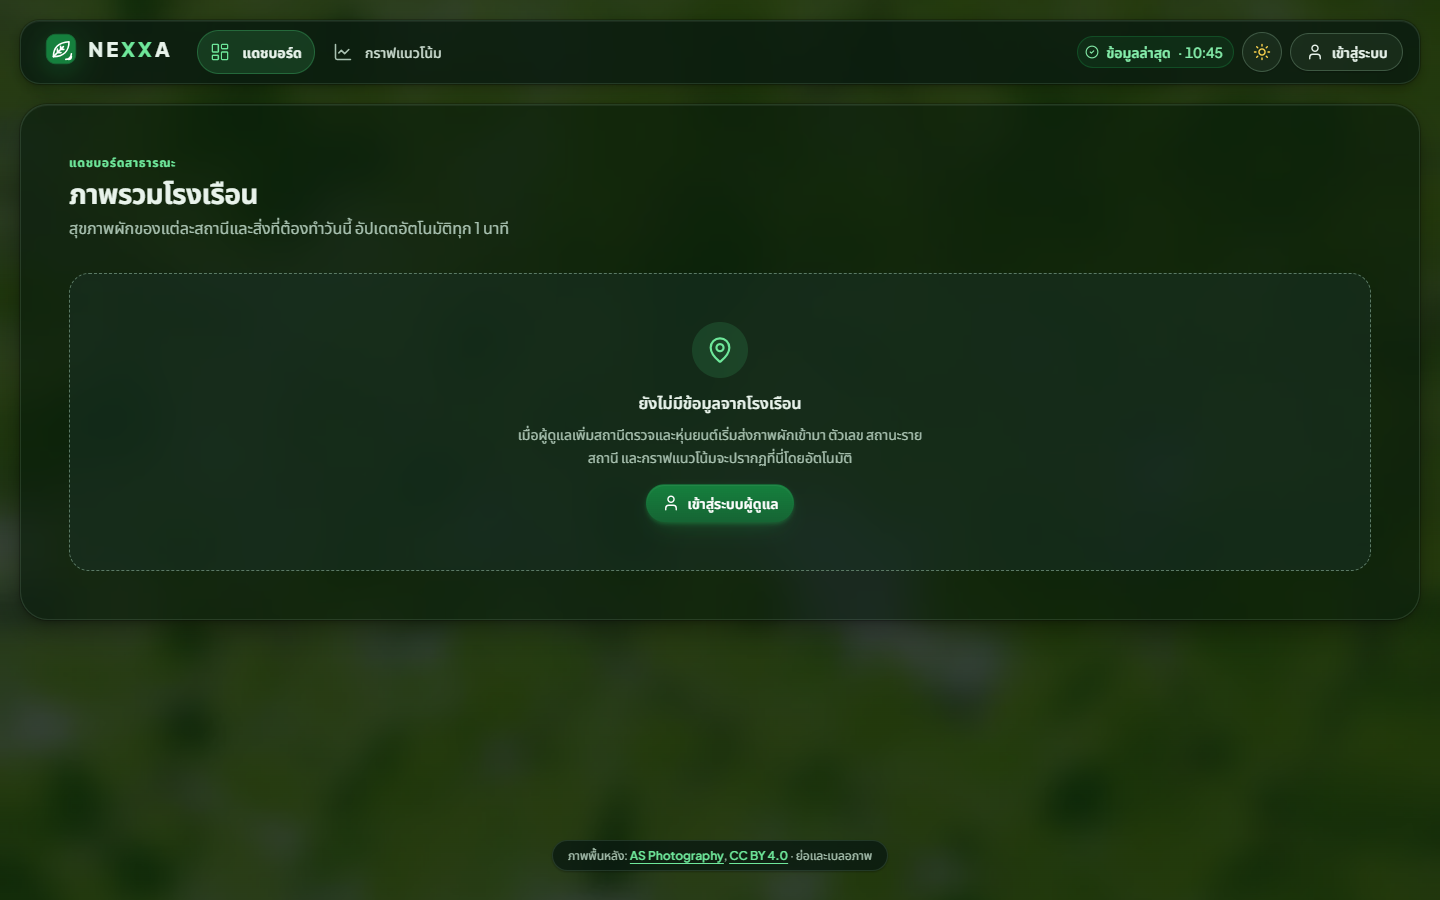 NEXXA
แดชบอร์ด
กราฟแนวโน้ม
ข้อมูลล่าสุด · 10:45
เข้าสู่ระบบ
แดชบอร์ดสาธารณะ
ภาพรวมโรงเรือน
สุขภาพผักของแต่ละสถานีและสิ่งที่ต้องทำวันนี้ อัปเดตอัตโนมัติทุก 1 นาที
ยังไม่มีข้อมูลจากโรงเรือน
เมื่อผู้ดูแลเพิ่มสถานีตรวจและหุ่นยนต์เริ่มส่งภาพผักเข้ามา ตัวเลข สถานะราย
สถานี และกราฟแนวโน้มจะปรากฏที่นี่โดยอัตโนมัติ
เข้าสู่ระบบผู้ดูแล
ภาพพื้นหลัง: AS Photography, CC BY 4.0 · ย่อและเบลอภาพ